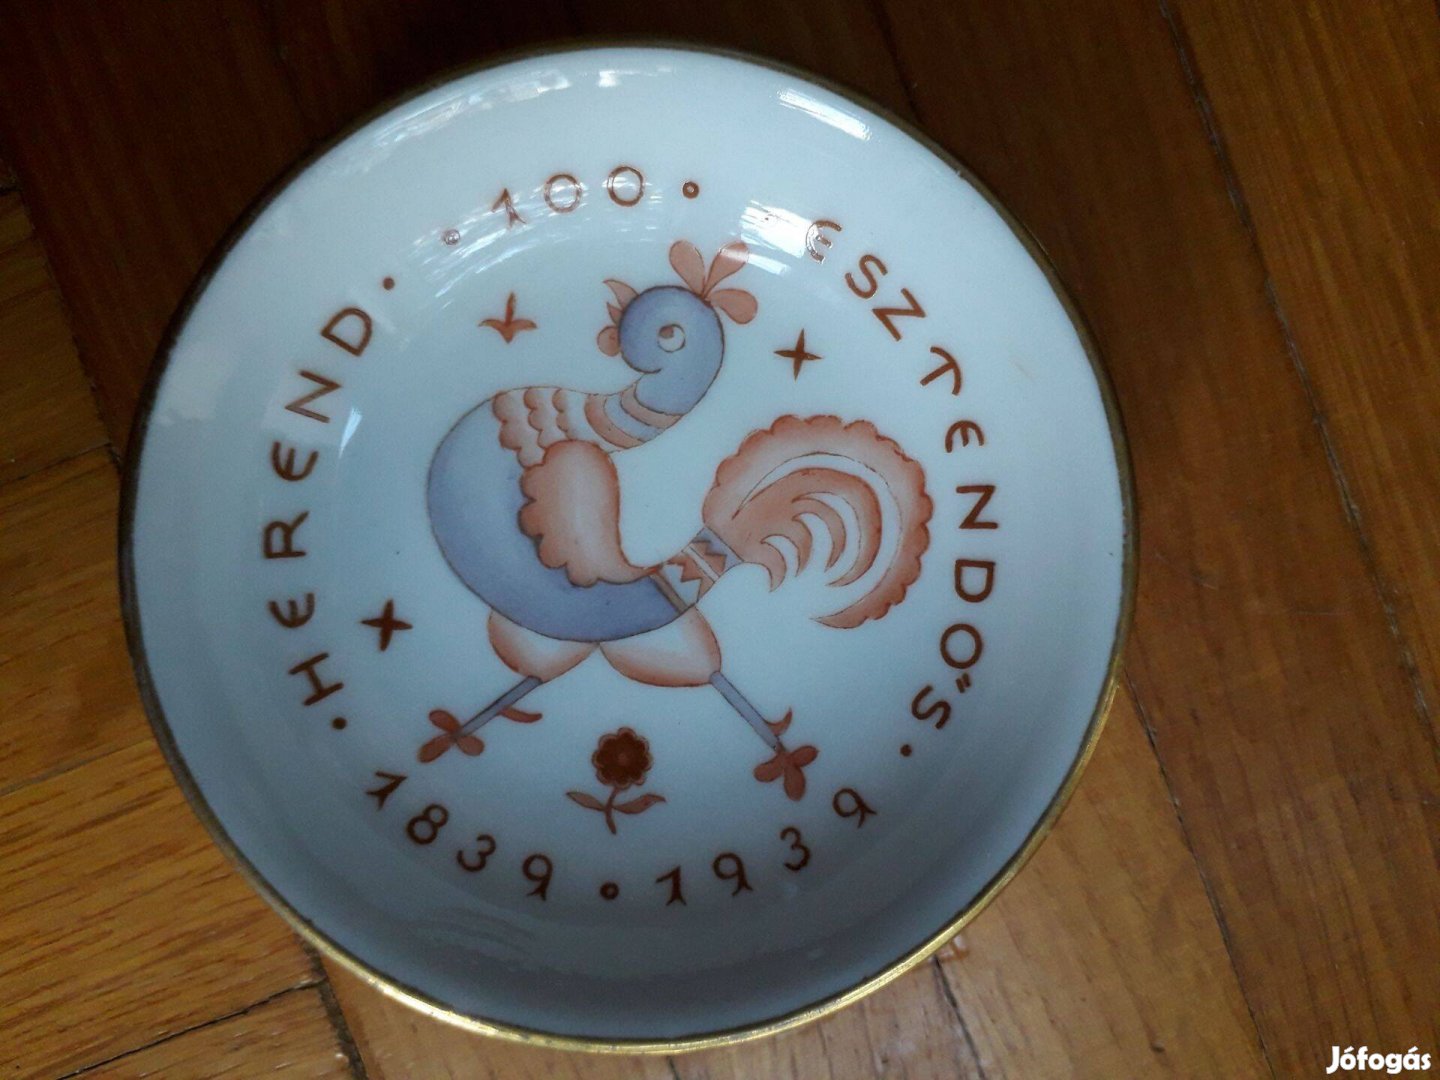 • HEREND • • 100 • ESZTENDŐS •
1839 • 1939
Jófogás